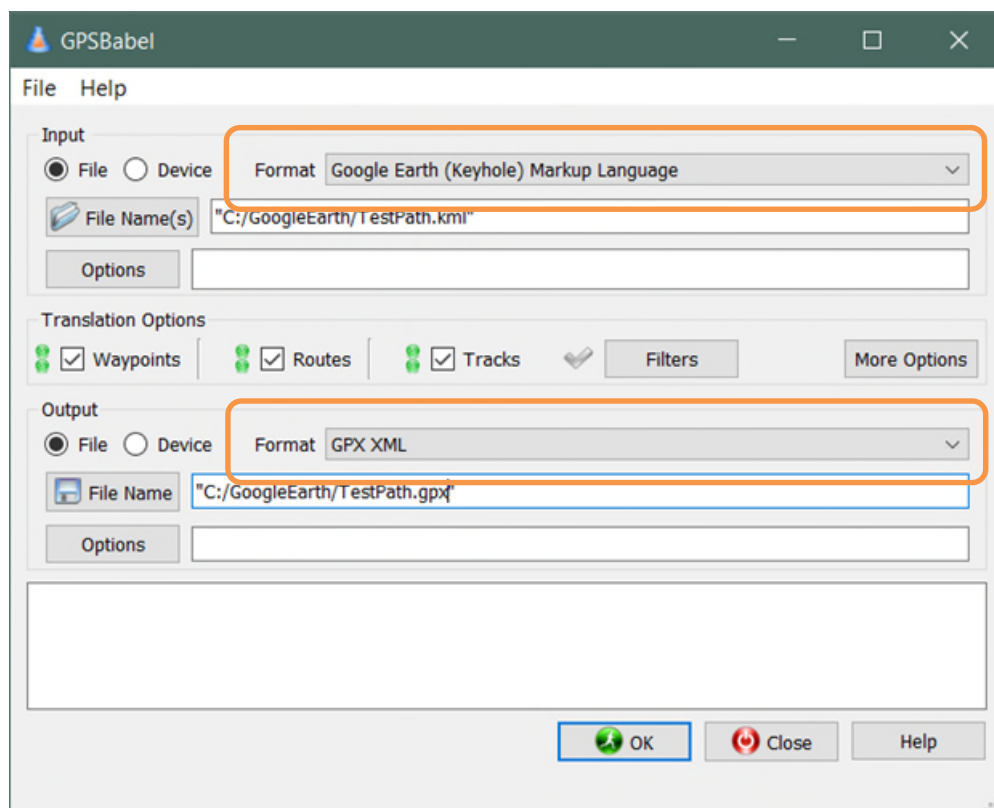 GPSBabel
File Help
Input
File Device Format Google Earth (Keyhole) Markup Language
File Name(s) "C:/GoogleEarth/TestPath.kml"
Options
Translation Options
Waypoints Routes Tracks Filters More Options
Output
File Device Format GPX XML
File Name "C:/GoogleEarth/TestPath.gpx"
Options
OK Close Help